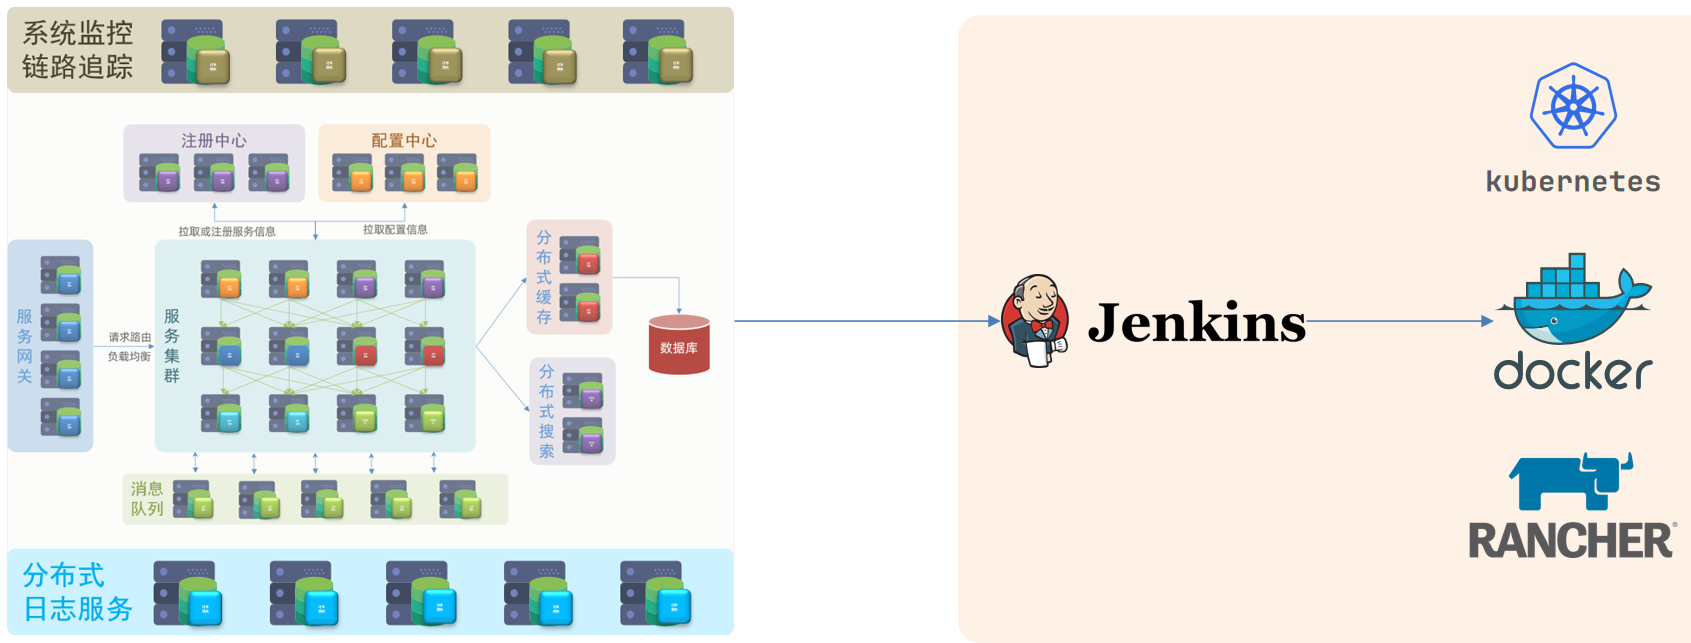 系统监控
链路追踪
注册中心
配置中心
拉取或注册服务信息
拉取配置信息
服务网关
请求路由
负载均衡
服务集群
分布式缓存
数据库
分布式搜索
消息
队列
分布式
日志服务
Jenkins
kubernetes
docker
RANCHER®